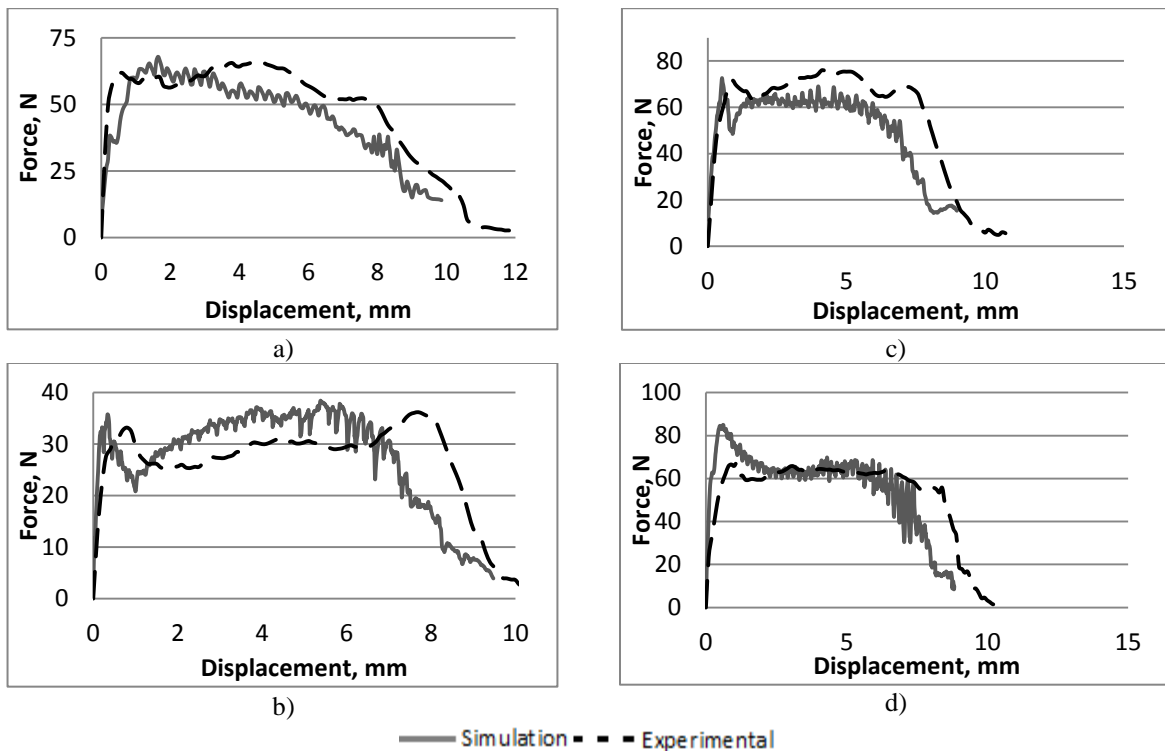 75
50
25
0
Force, N
0 2 4 6 8 10 12
Displacement, mm
a)
80
60
40
20
0
Force, N
0 5 10 15
Displacement, mm
c)
40
30
20
10
0
Force, N
0 2 4 6 8 10
Displacement, mm
b)
100
80
60
40
20
0
Force, N
0 5 10 15
Displacement, mm
d)
Simulation Experimental